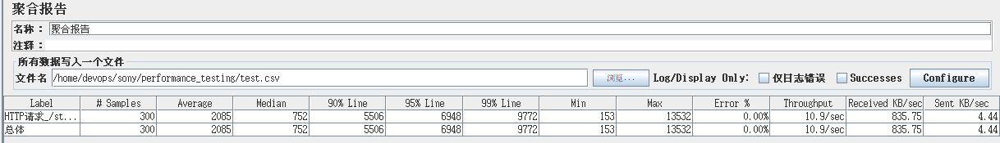 聚合报告
名称： 聚合报告
注释：
所有数据写入一个文件
文件名 /home/devops/sony/performance_testing/test.csv 浏览... Log/Display Only: 仅日志错误 Successes Configure
Label # Samples Average Median 90% Line 95% Line 99% Line Min Max Error % Throughput Received KB/sec Sent KB/sec
HTTP请求_/st... 300 2085 752 5506 6948 9772 153 13532 0.00% 10.9/sec 835.75 4.44
总体 300 2085 752 5506 6948 9772 153 13532 0.00% 10.9/sec 835.75 4.44